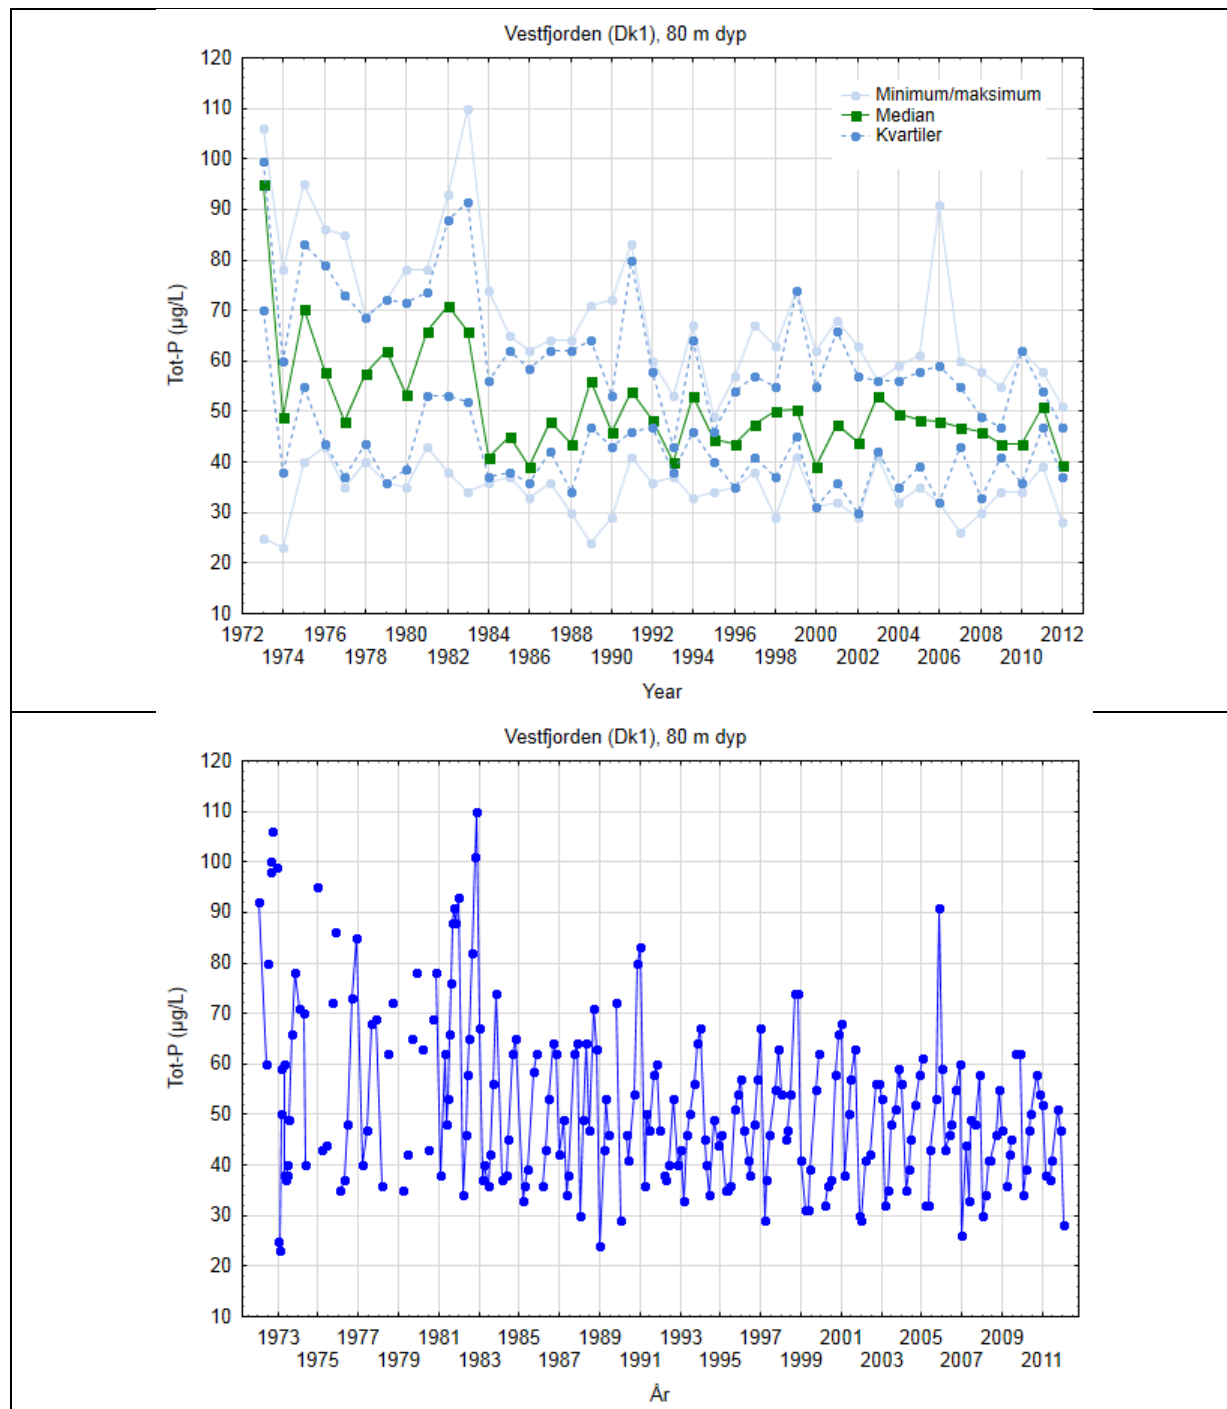 Vestfjorden (Dk1), 80 m dyp
120
110
100
90
80
70
60
50
40
30
20
10
Tot-P (µg/L)
Minimum/maksimum
Median
Kvartiler
1972 1976 1980 1984 1988 1992 1996 2000 2004 2008 2012
1974 1978 1982 1986 1990 1994 1998 2002 2006 2010
Year
Vestfjorden (Dk1), 80 m dyp
120
110
100
90
80
70
60
50
40
30
20
10
Tot-P (µg/L)
1973 1977 1981 1985 1989 1993 1997 2001 2005 2009
1975 1979 1983 1987 1991 1995 1999 2003 2007 2011
År